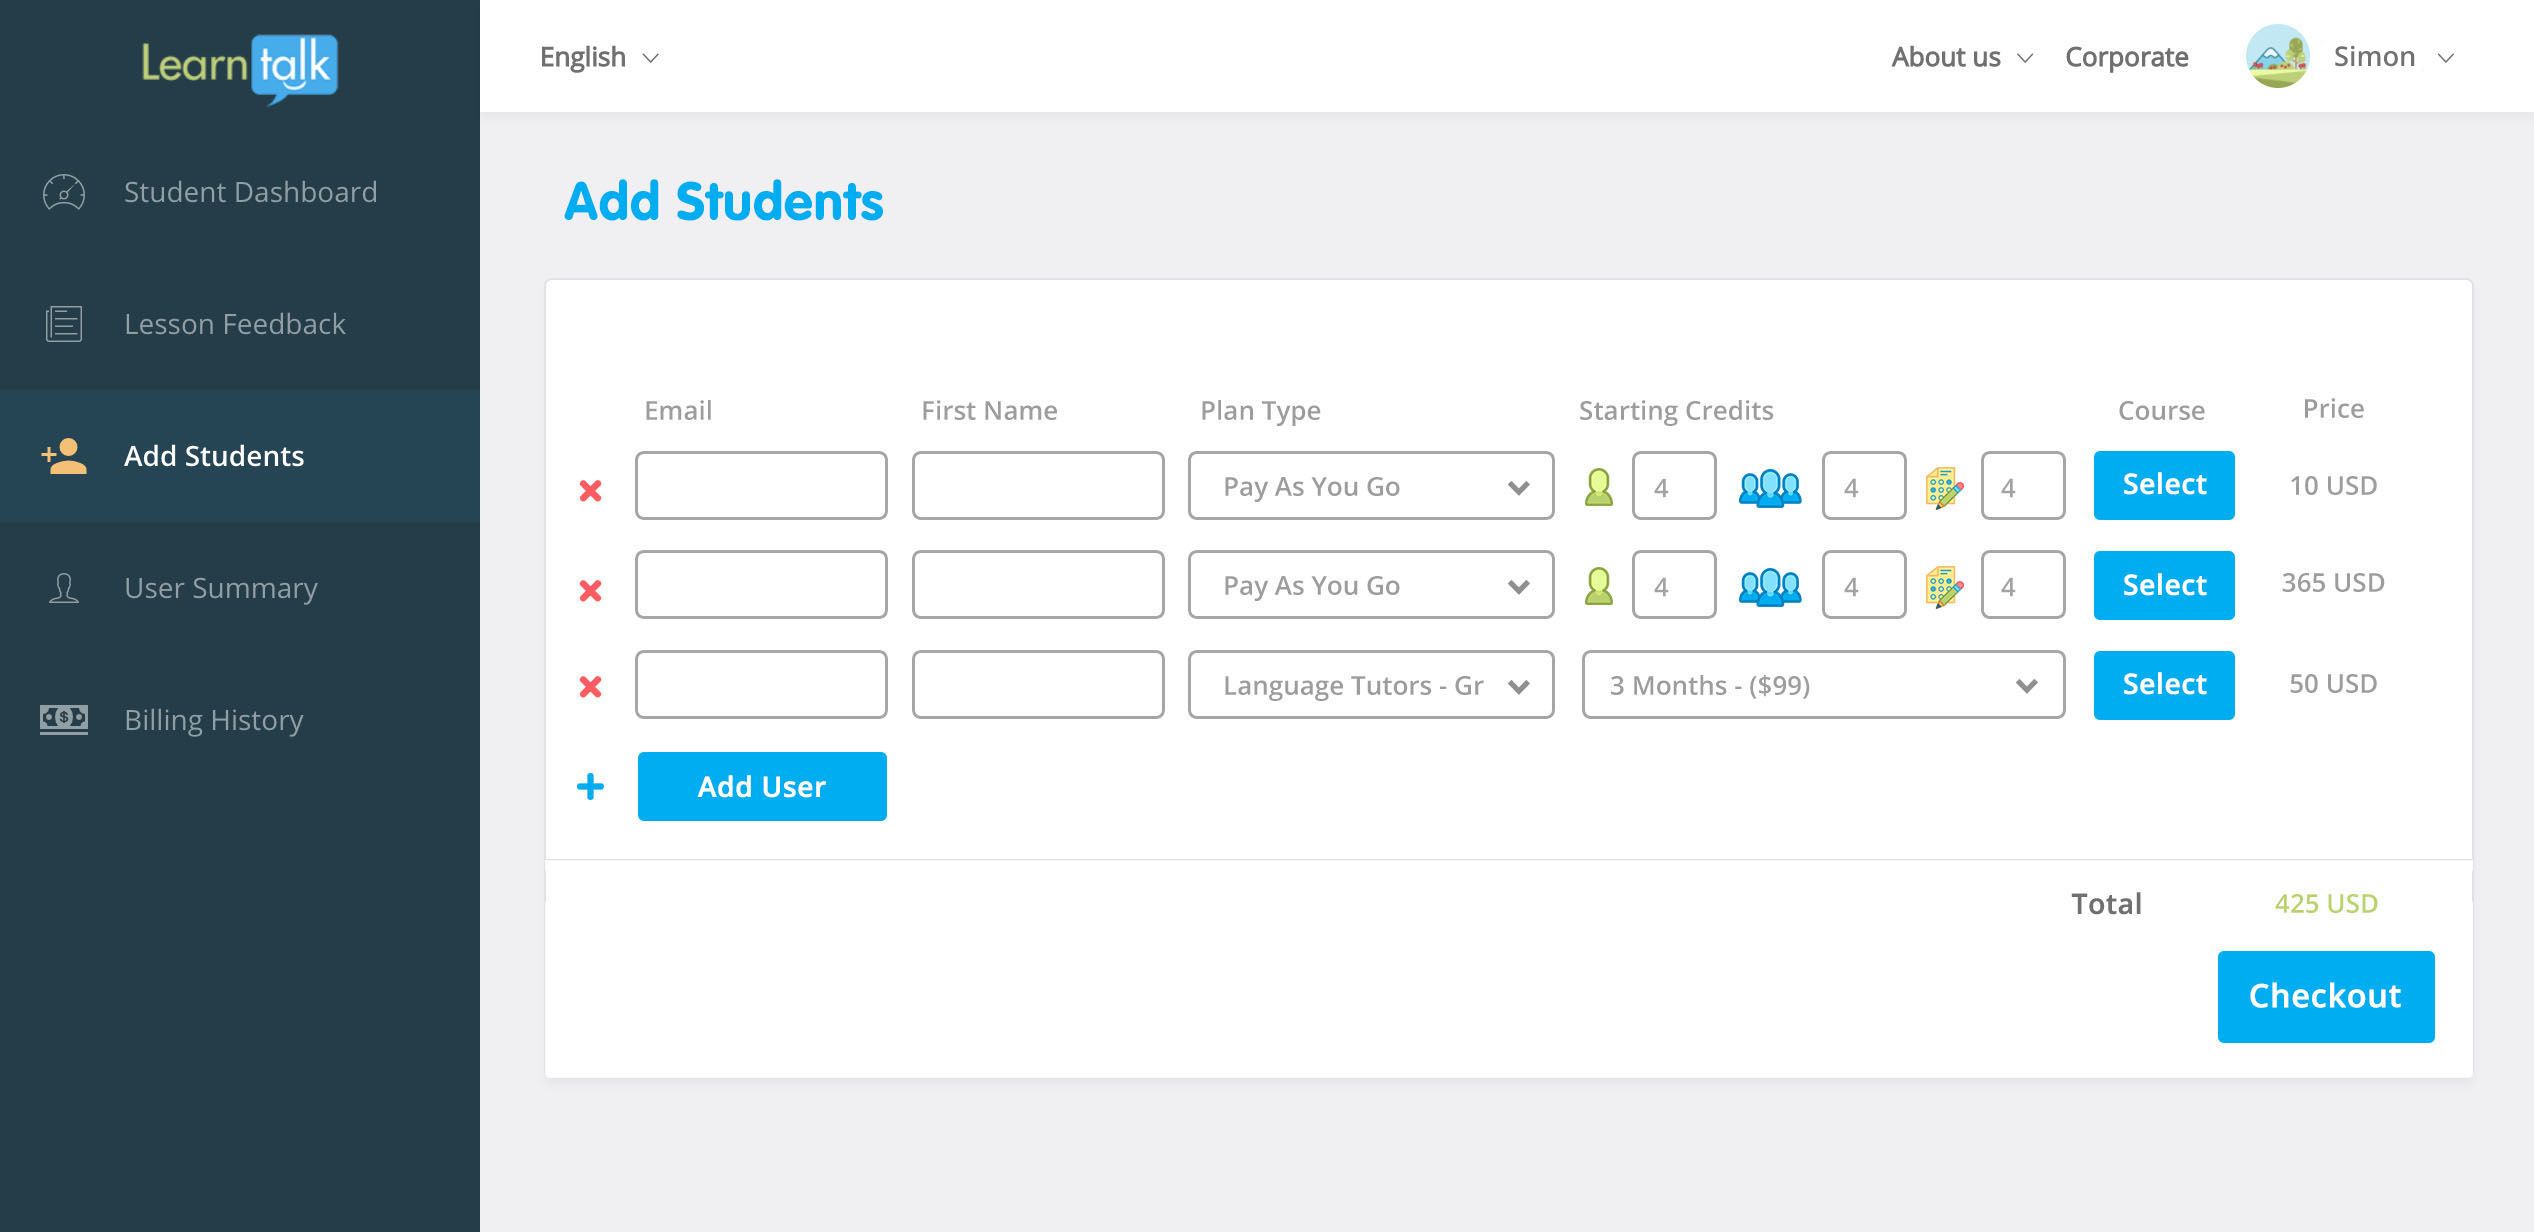 Learn talk
English
About us
Corporate
Simon
Student Dashboard
Lesson Feedback
Add Students
User Summary
Billing History
Add Students
Email First Name Plan Type Starting Credits Course Price
Pay As You Go 4 4 4 Select 10 USD
Pay As You Go 4 4 4 Select 365 USD
Language Tutors - Gr 3 Months - ($99) Select 50 USD
Add User
Total 425 USD
Checkout